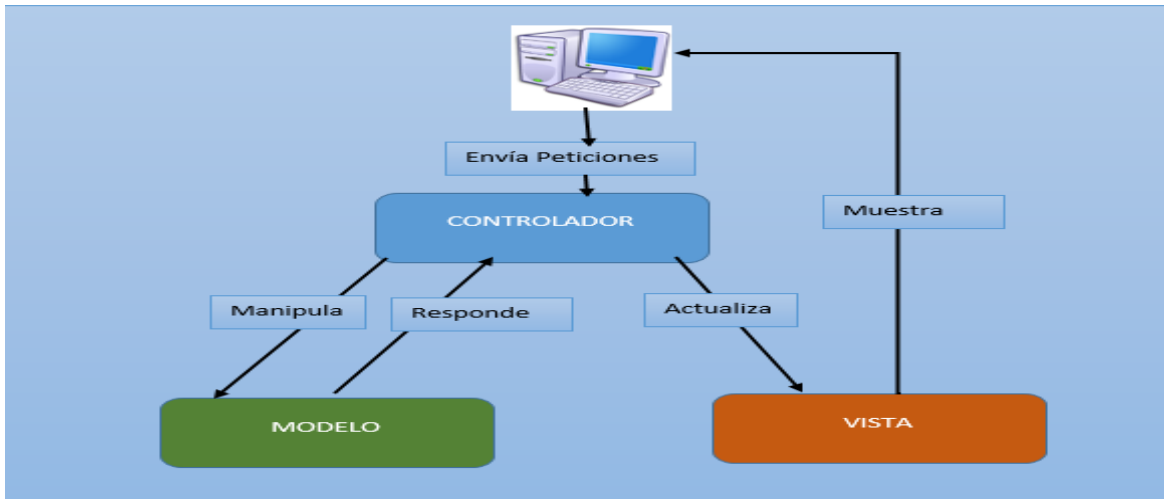 Envía Peticiones
CONTROLADOR
Muestra
Manipula
Responde
Actualiza
MODELO
VISTA